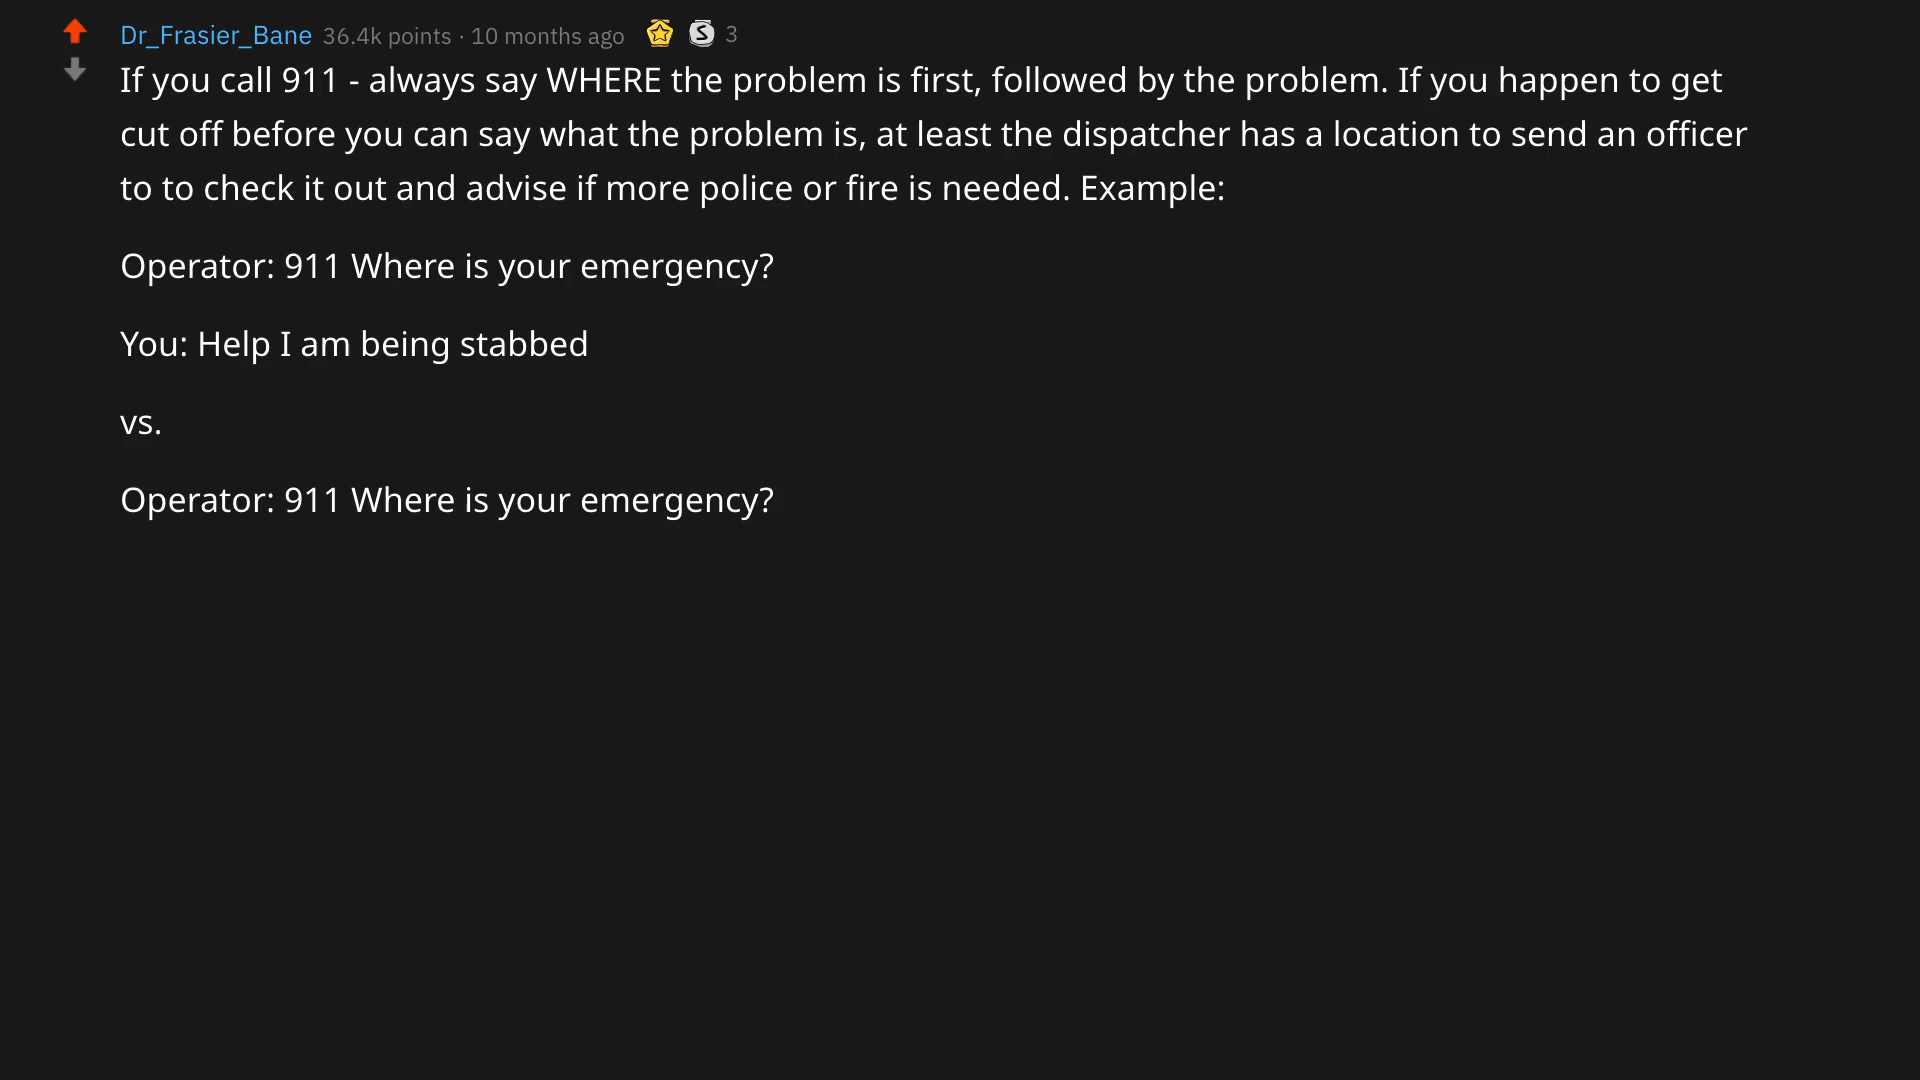 Dr_Frasier_Bane 36.4k points · 10 months ago 3
If you call 911 - always say WHERE the problem is first, followed by the problem. If you happen to get
cut off before you can say what the problem is, at least the dispatcher has a location to send an officer
to to check it out and advise if more police or fire is needed. Example:
Operator: 911 Where is your emergency?
You: Help I am being stabbed
vs.
Operator: 911 Where is your emergency?